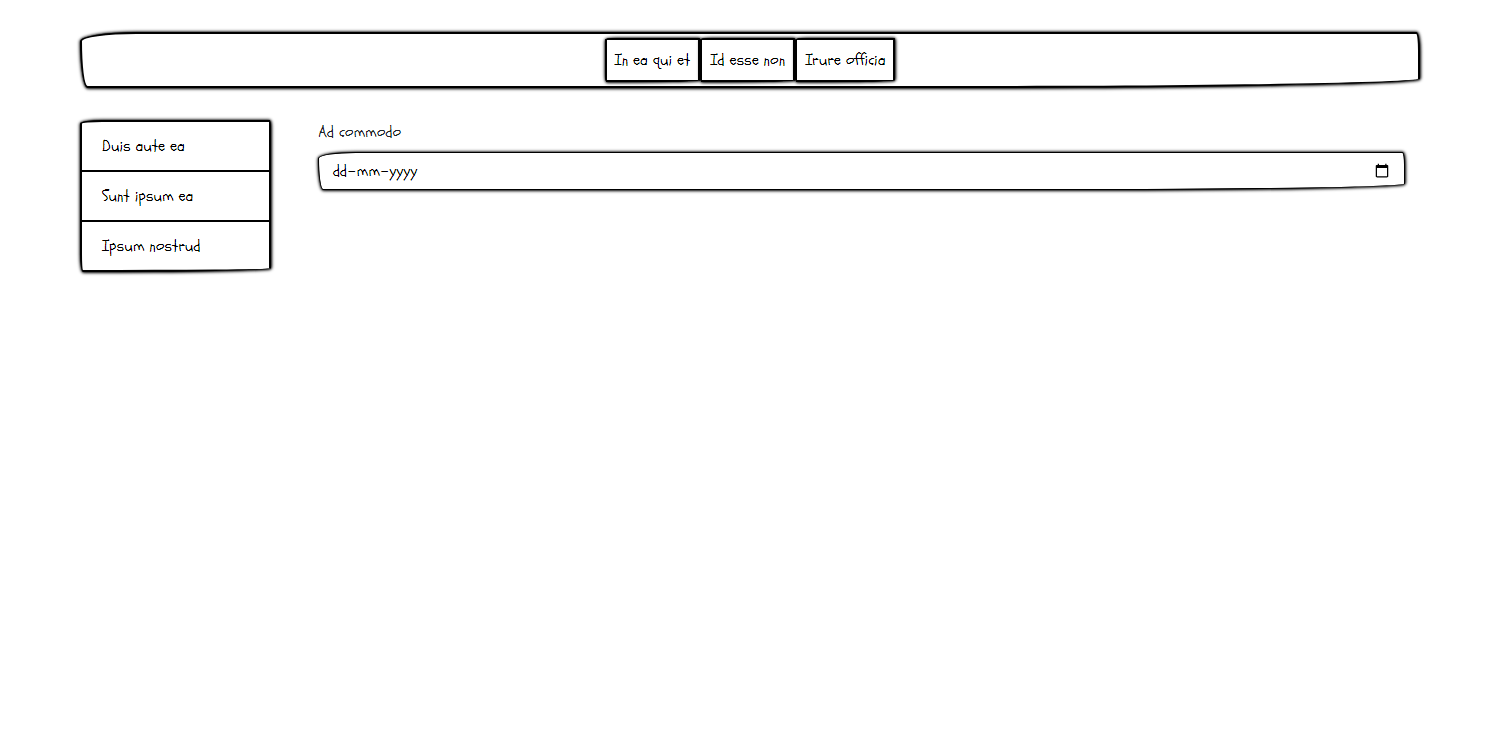 In ea qui et Id esse non Irure officia
Duis aute ea
Sunt ipsum ea
Ipsum nostrud
Ad commodo
dd-mm-yyyy